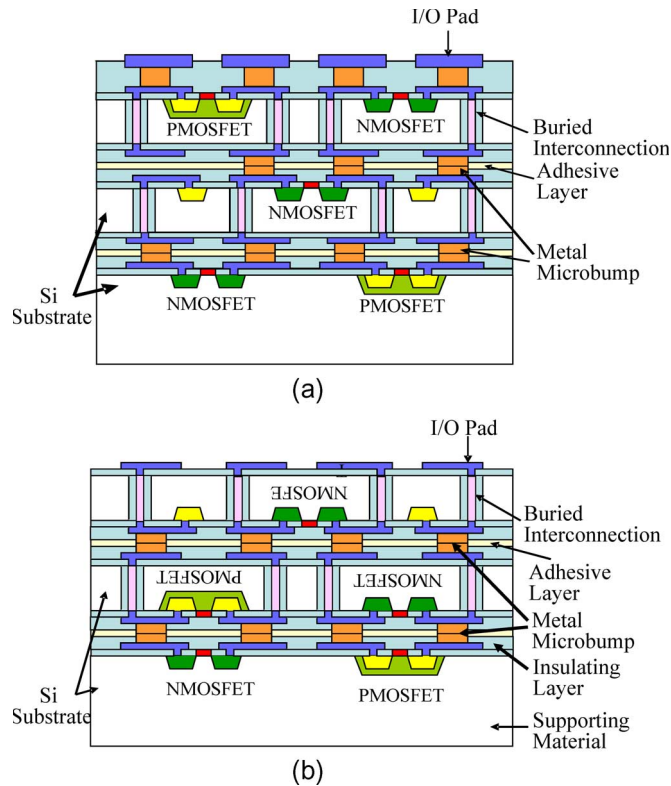 I/O Pad
PMOSFET
NMOSFET
Buried
Interconnection
Adhesive
Layer
NMOSFET
Metal
Microbump
Si
Substrate
NMOSFET
PMOSFET
(a)
I/O Pad
NMOSFE
Buried
Interconnection
PMOSFET
NMOSFET
Adhesive
Layer
Metal
Microbump
Si
Substrate
NMOSFET
PMOSFET
Insulating
Layer
Supporting
Material
(b)